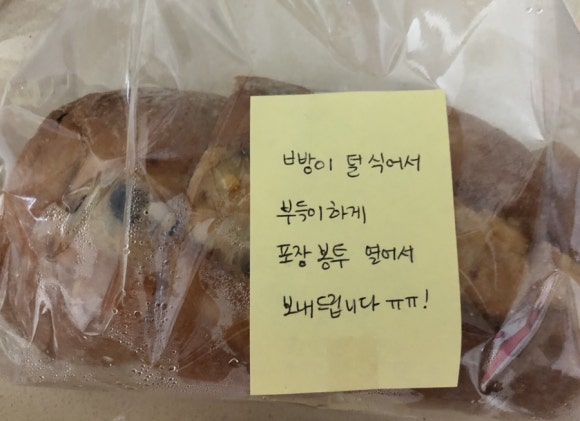 빵이 덜 식어서
부득이하게
포장 봉투 열어서
보내드립니다 ㅠㅠ!